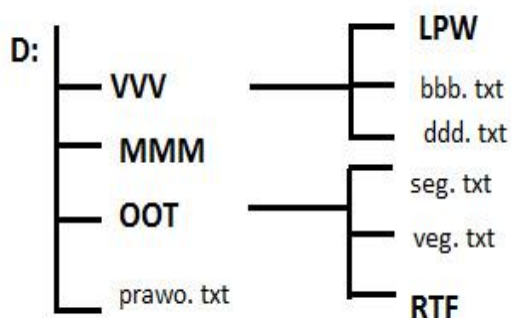 D:
VVV
MMM
OOT
prawo. txt
LPW
bbb. txt
ddd. txt
seg. txt
veg. txt
RTF